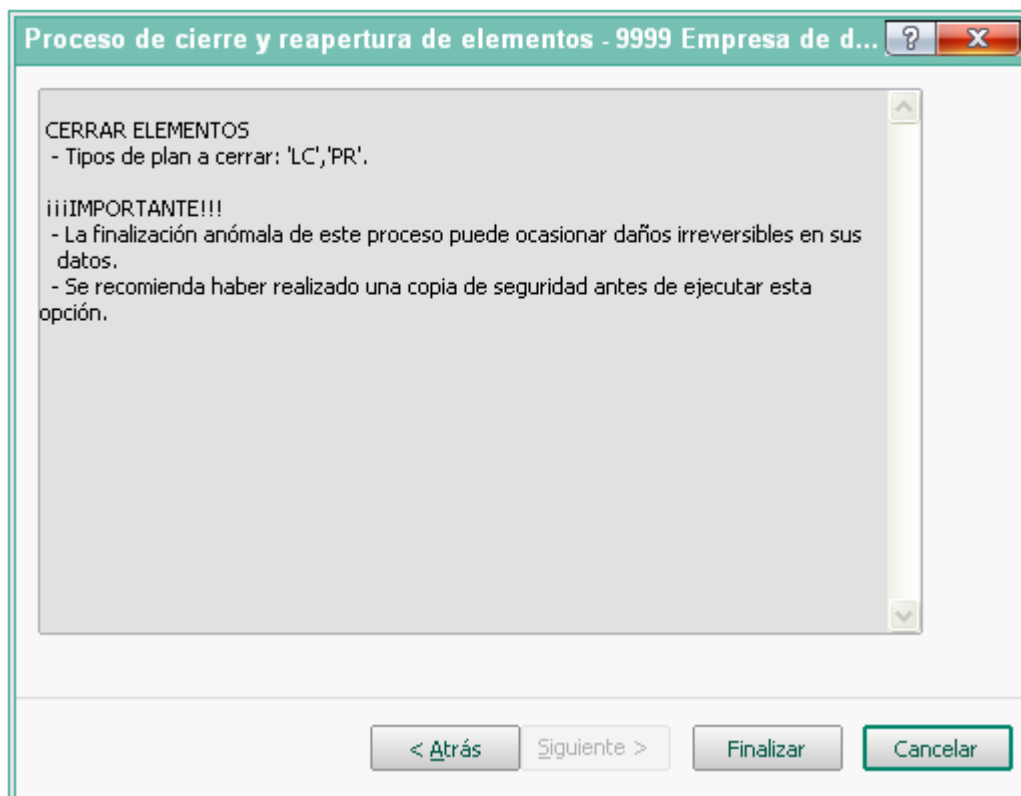 Proceso de cierre y reapertura de elementos - 9999 Empresa de d...
CERRAR ELEMENTOS
- Tipos de plan a cerrar: 'LC','PR'.
¡¡¡IMPORTANTE!!!
- La finalización anómala de este proceso puede ocasionar daños irreversibles en sus
datos.
- Se recomienda haber realizado una copia de seguridad antes de ejecutar esta
opción.
< Atrás
Siguiente >
Finalizar
Cancelar